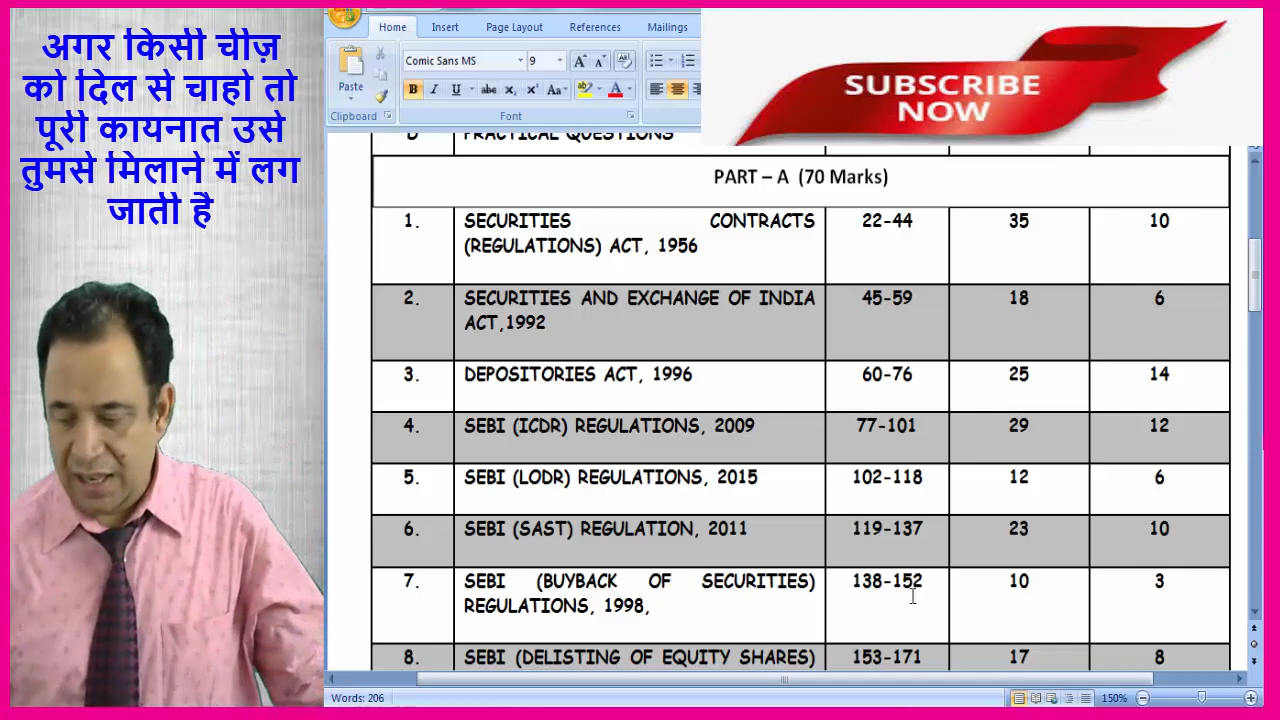 अगर किसी चीज़
को दिल से चाहो तो
पूरी कायनात उसे
तुमसे मिलाने में लग
जाती है
Home Insert Page Layout References Mailings
Paste
Clipboard
Comic Sans MS 9
B I U abc X₂ X² Aa A
Font
SUBSCRIBE
NOW
PRACTICAL QUESTIONS
PART – A (70 Marks)
1. SECURITIES CONTRACTS 22-44 35 10
(REGULATIONS) ACT, 1956
2. SECURITIES AND EXCHANGE OF INDIA 45-59 18 6
ACT,1992
3. DEPOSITORIES ACT, 1996 60-76 25 14
4. SEBI (ICDR) REGULATIONS, 2009 77-101 29 12
5. SEBI (LODR) REGULATIONS, 2015 102-118 12 6
6. SEBI (SAST) REGULATION, 2011 119-137 23 10
7. SEBI (BUYBACK OF SECURITIES) 138-152 10 3
REGULATIONS, 1998,
8. SEBI (DELISTING OF EQUITY SHARES) 153-171 17 8
Words: 206 150%